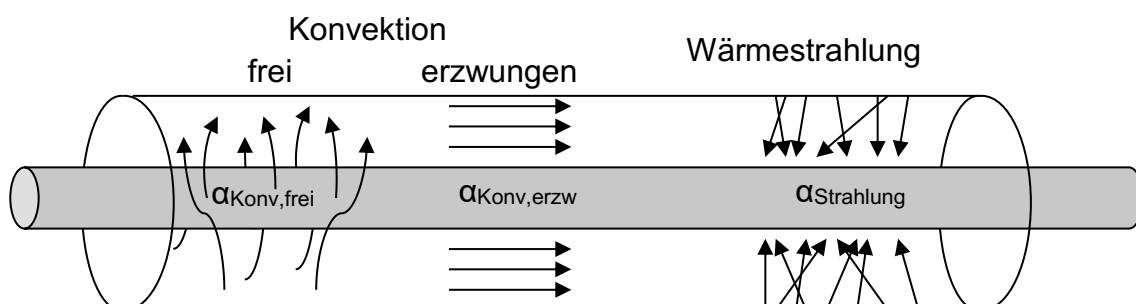 Konvektion
frei erzwungen
Wärmestrahlung
αKonv,frei
αKonv,erzw
αStrahlung